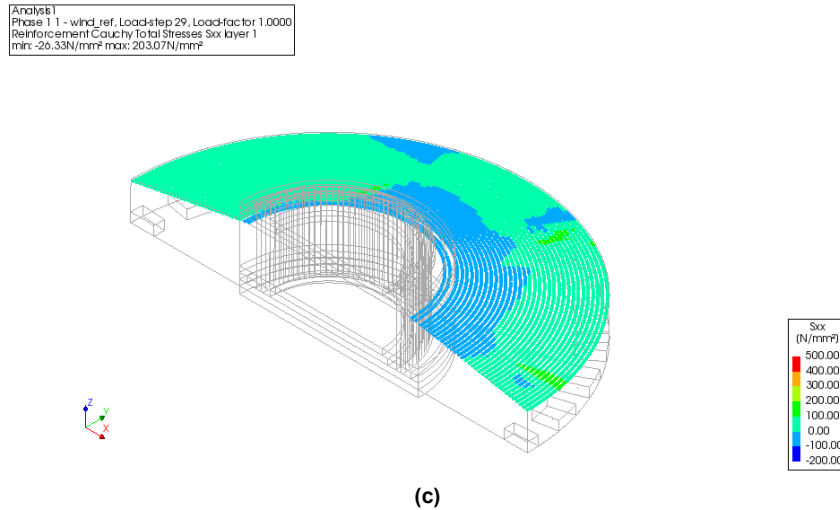 Analysis1
Phase 1 1 - wind_ref, Load-step 29, Load-factor 1.0000
Reinforcement Cauchy Total Stresses Sxx layer 1
min: -26.33N/mm² max: 203.07N/mm²
Sxx
(N/mm²)
500.00
400.00
300.00
200.00
100.00
0.00
-100.00
-200.00
Z
Y
X
(c)